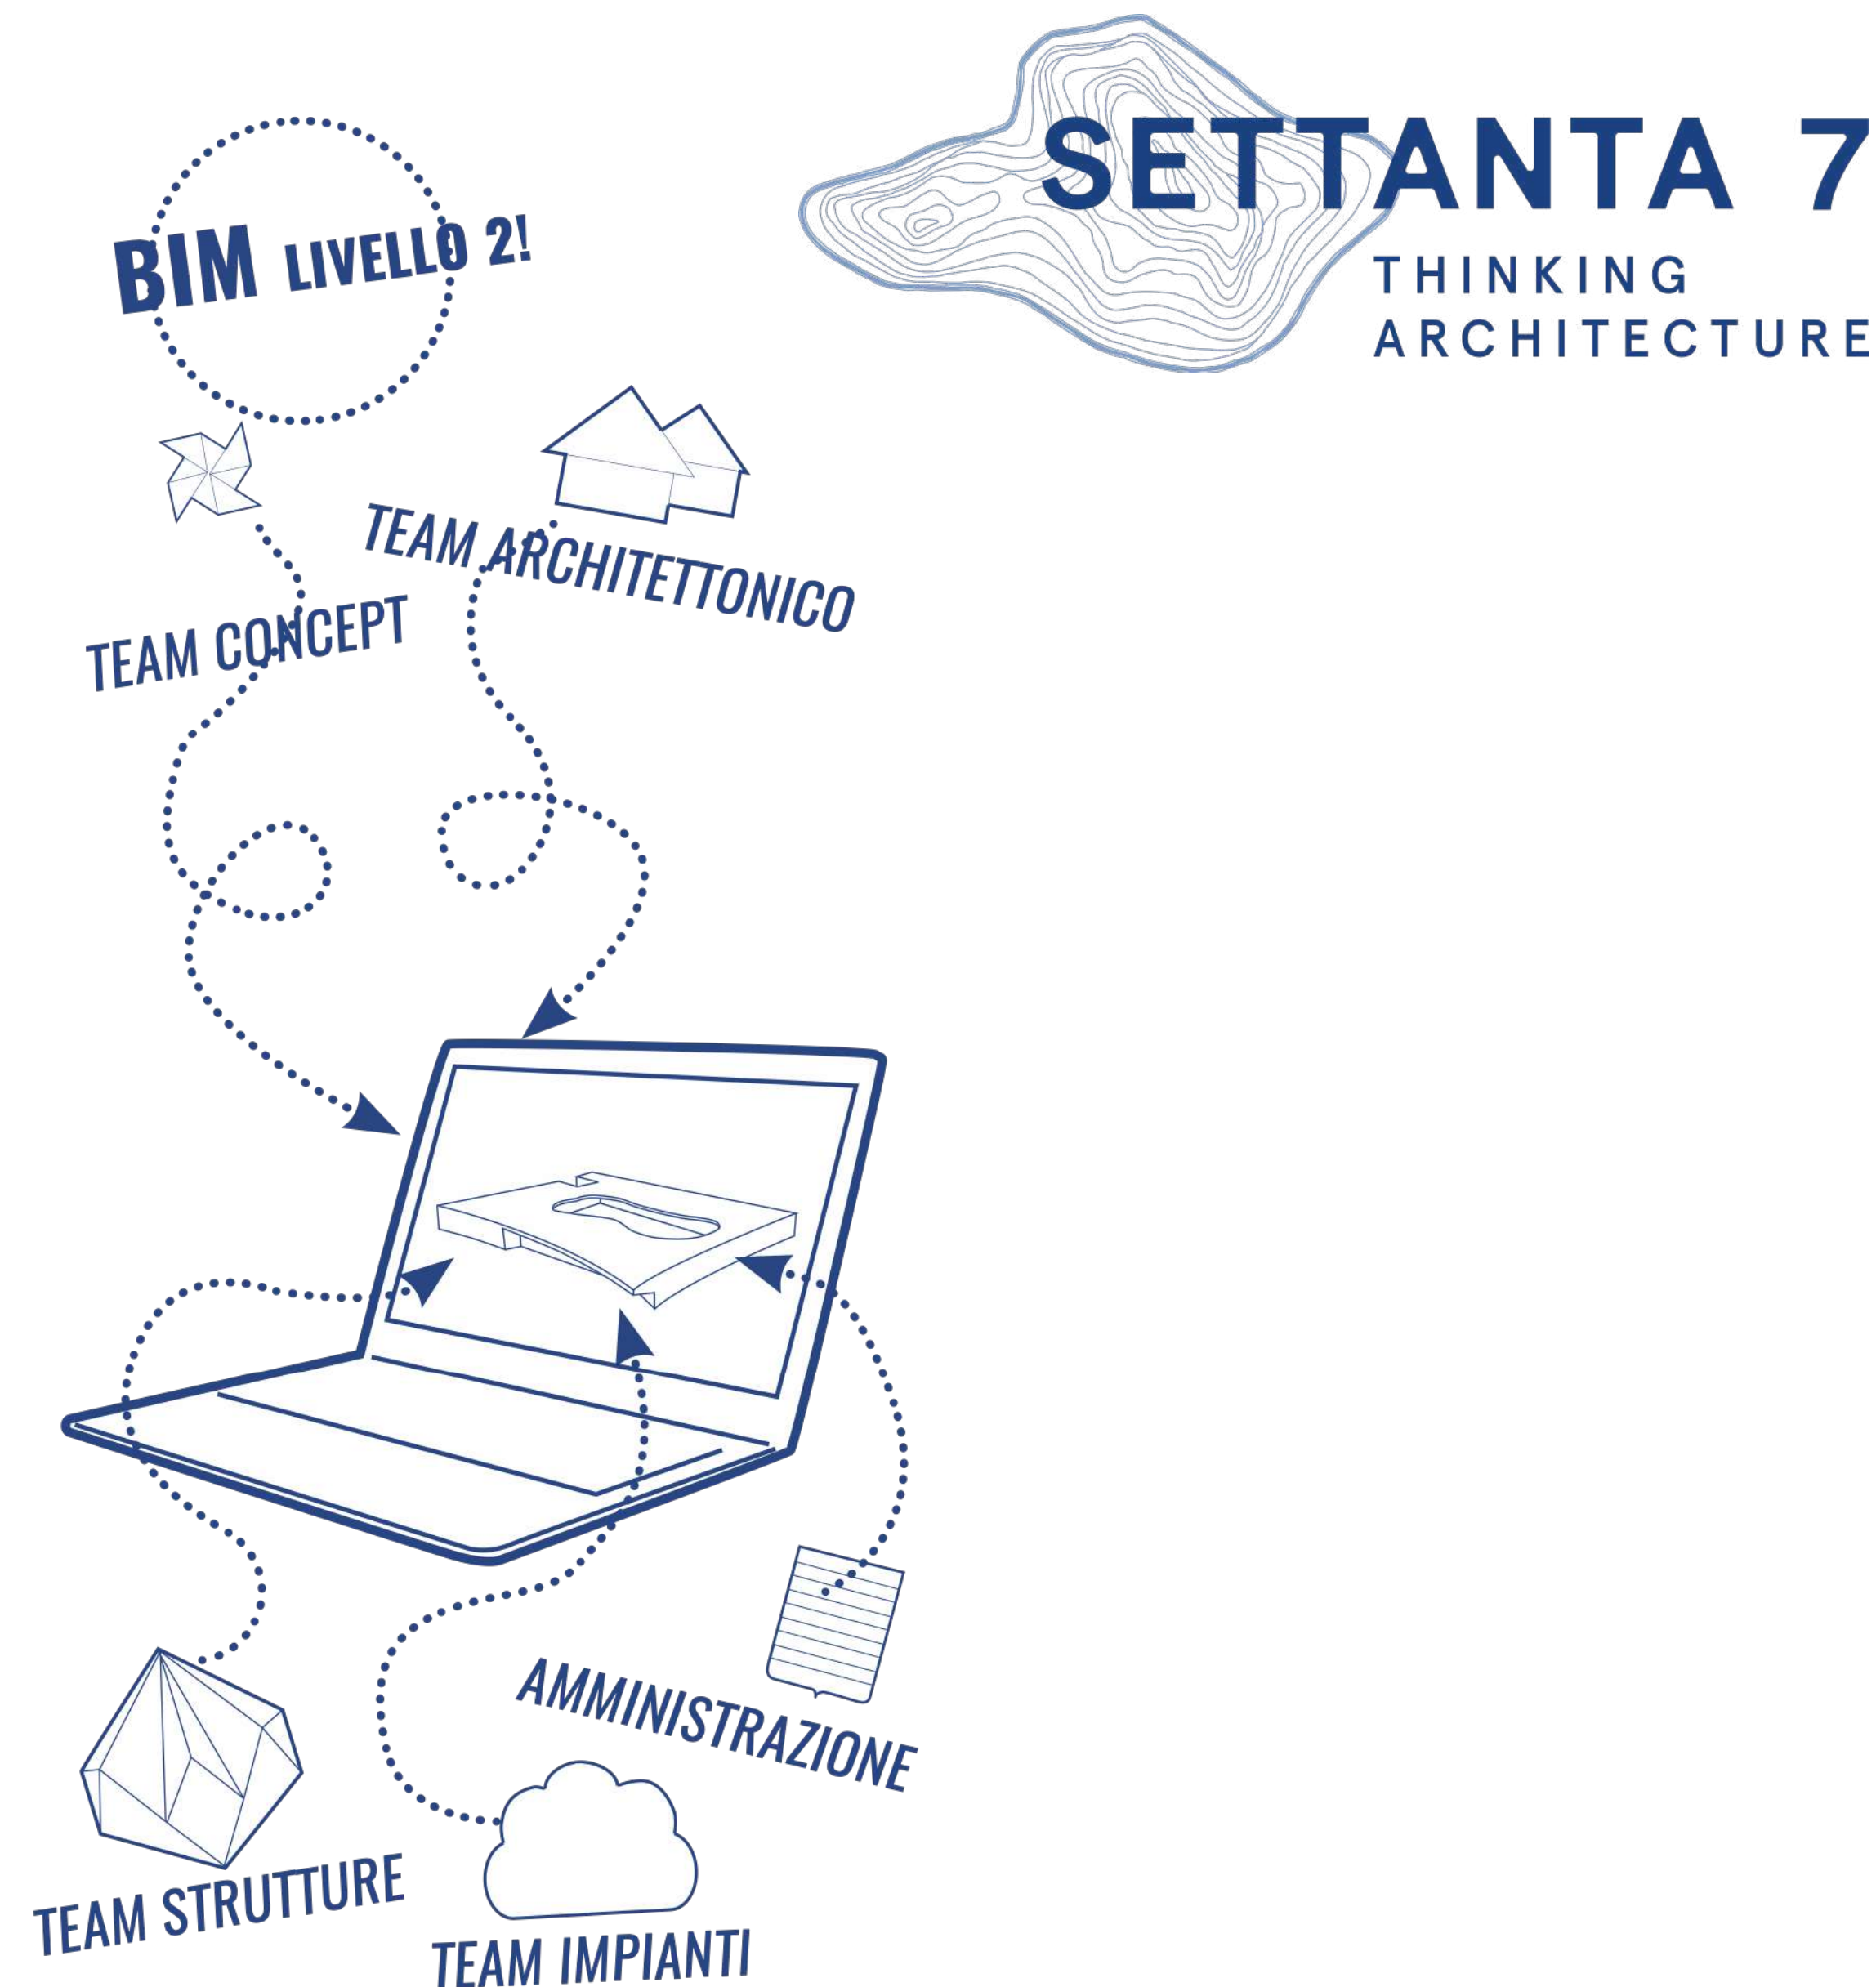 SETTANTA 7
THINKING
ARCHITECTURE
BIM LIVELLO 2!
TEAM ARCHITETTONICO
TEAM CONCEPT
AMMINISTRAZIONE
TEAM STRUTTURE
TEAM IMPIANTI